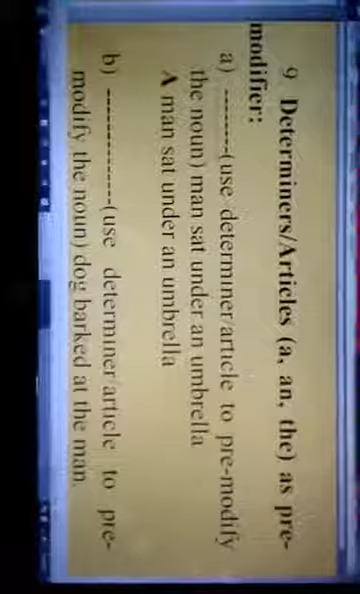 9 Determiners/Articles (a, an, the) as pre-
modifier:
a) --------(use determiner/article to pre-modify
the noun) man sat under an umbrella
A man sat under an umbrella
b) --------------(use determiner/article to pre-
modify the noun) dog barked at the man.